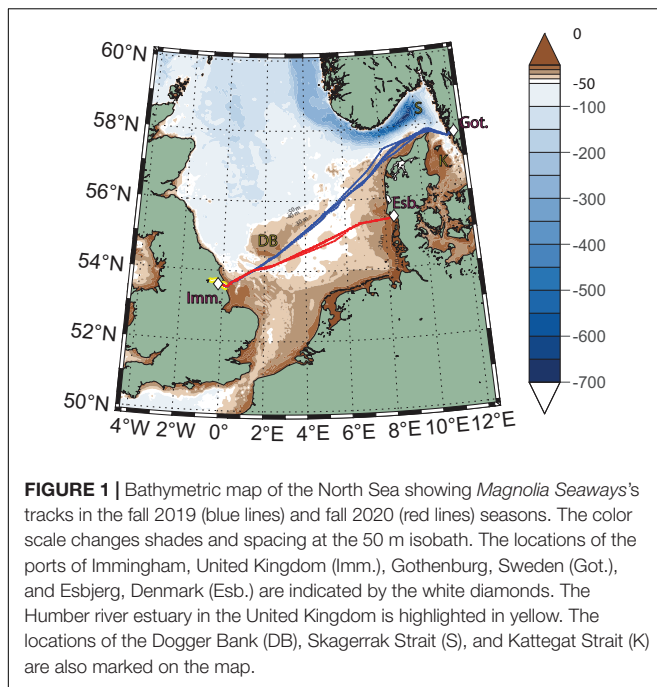 60°N
58°N
56°N
54°N
52°N
50°N
4°W 2°W 0° 2°E 4°E 6°E 8°E 10°E 12°E
S
Got.
K
Esb.
DB
Imm.
0
-50
-100
-200
-300
-400
-500
-600
-700
FIGURE 1 | Bathymetric map of the North Sea showing Magnolia Seaways's
tracks in the fall 2019 (blue lines) and fall 2020 (red lines) seasons. The color
scale changes shades and spacing at the 50 m isobath. The locations of the
ports of Immingham, United Kingdom (Imm.), Gothenburg, Sweden (Got.),
and Esbjerg, Denmark (Esb.) are indicated by the white diamonds. The
Humber river estuary in the United Kingdom is highlighted in yellow. The
locations of the Dogger Bank (DB), Skagerrak Strait (S), and Kattegat Strait (K)
are also marked on the map.